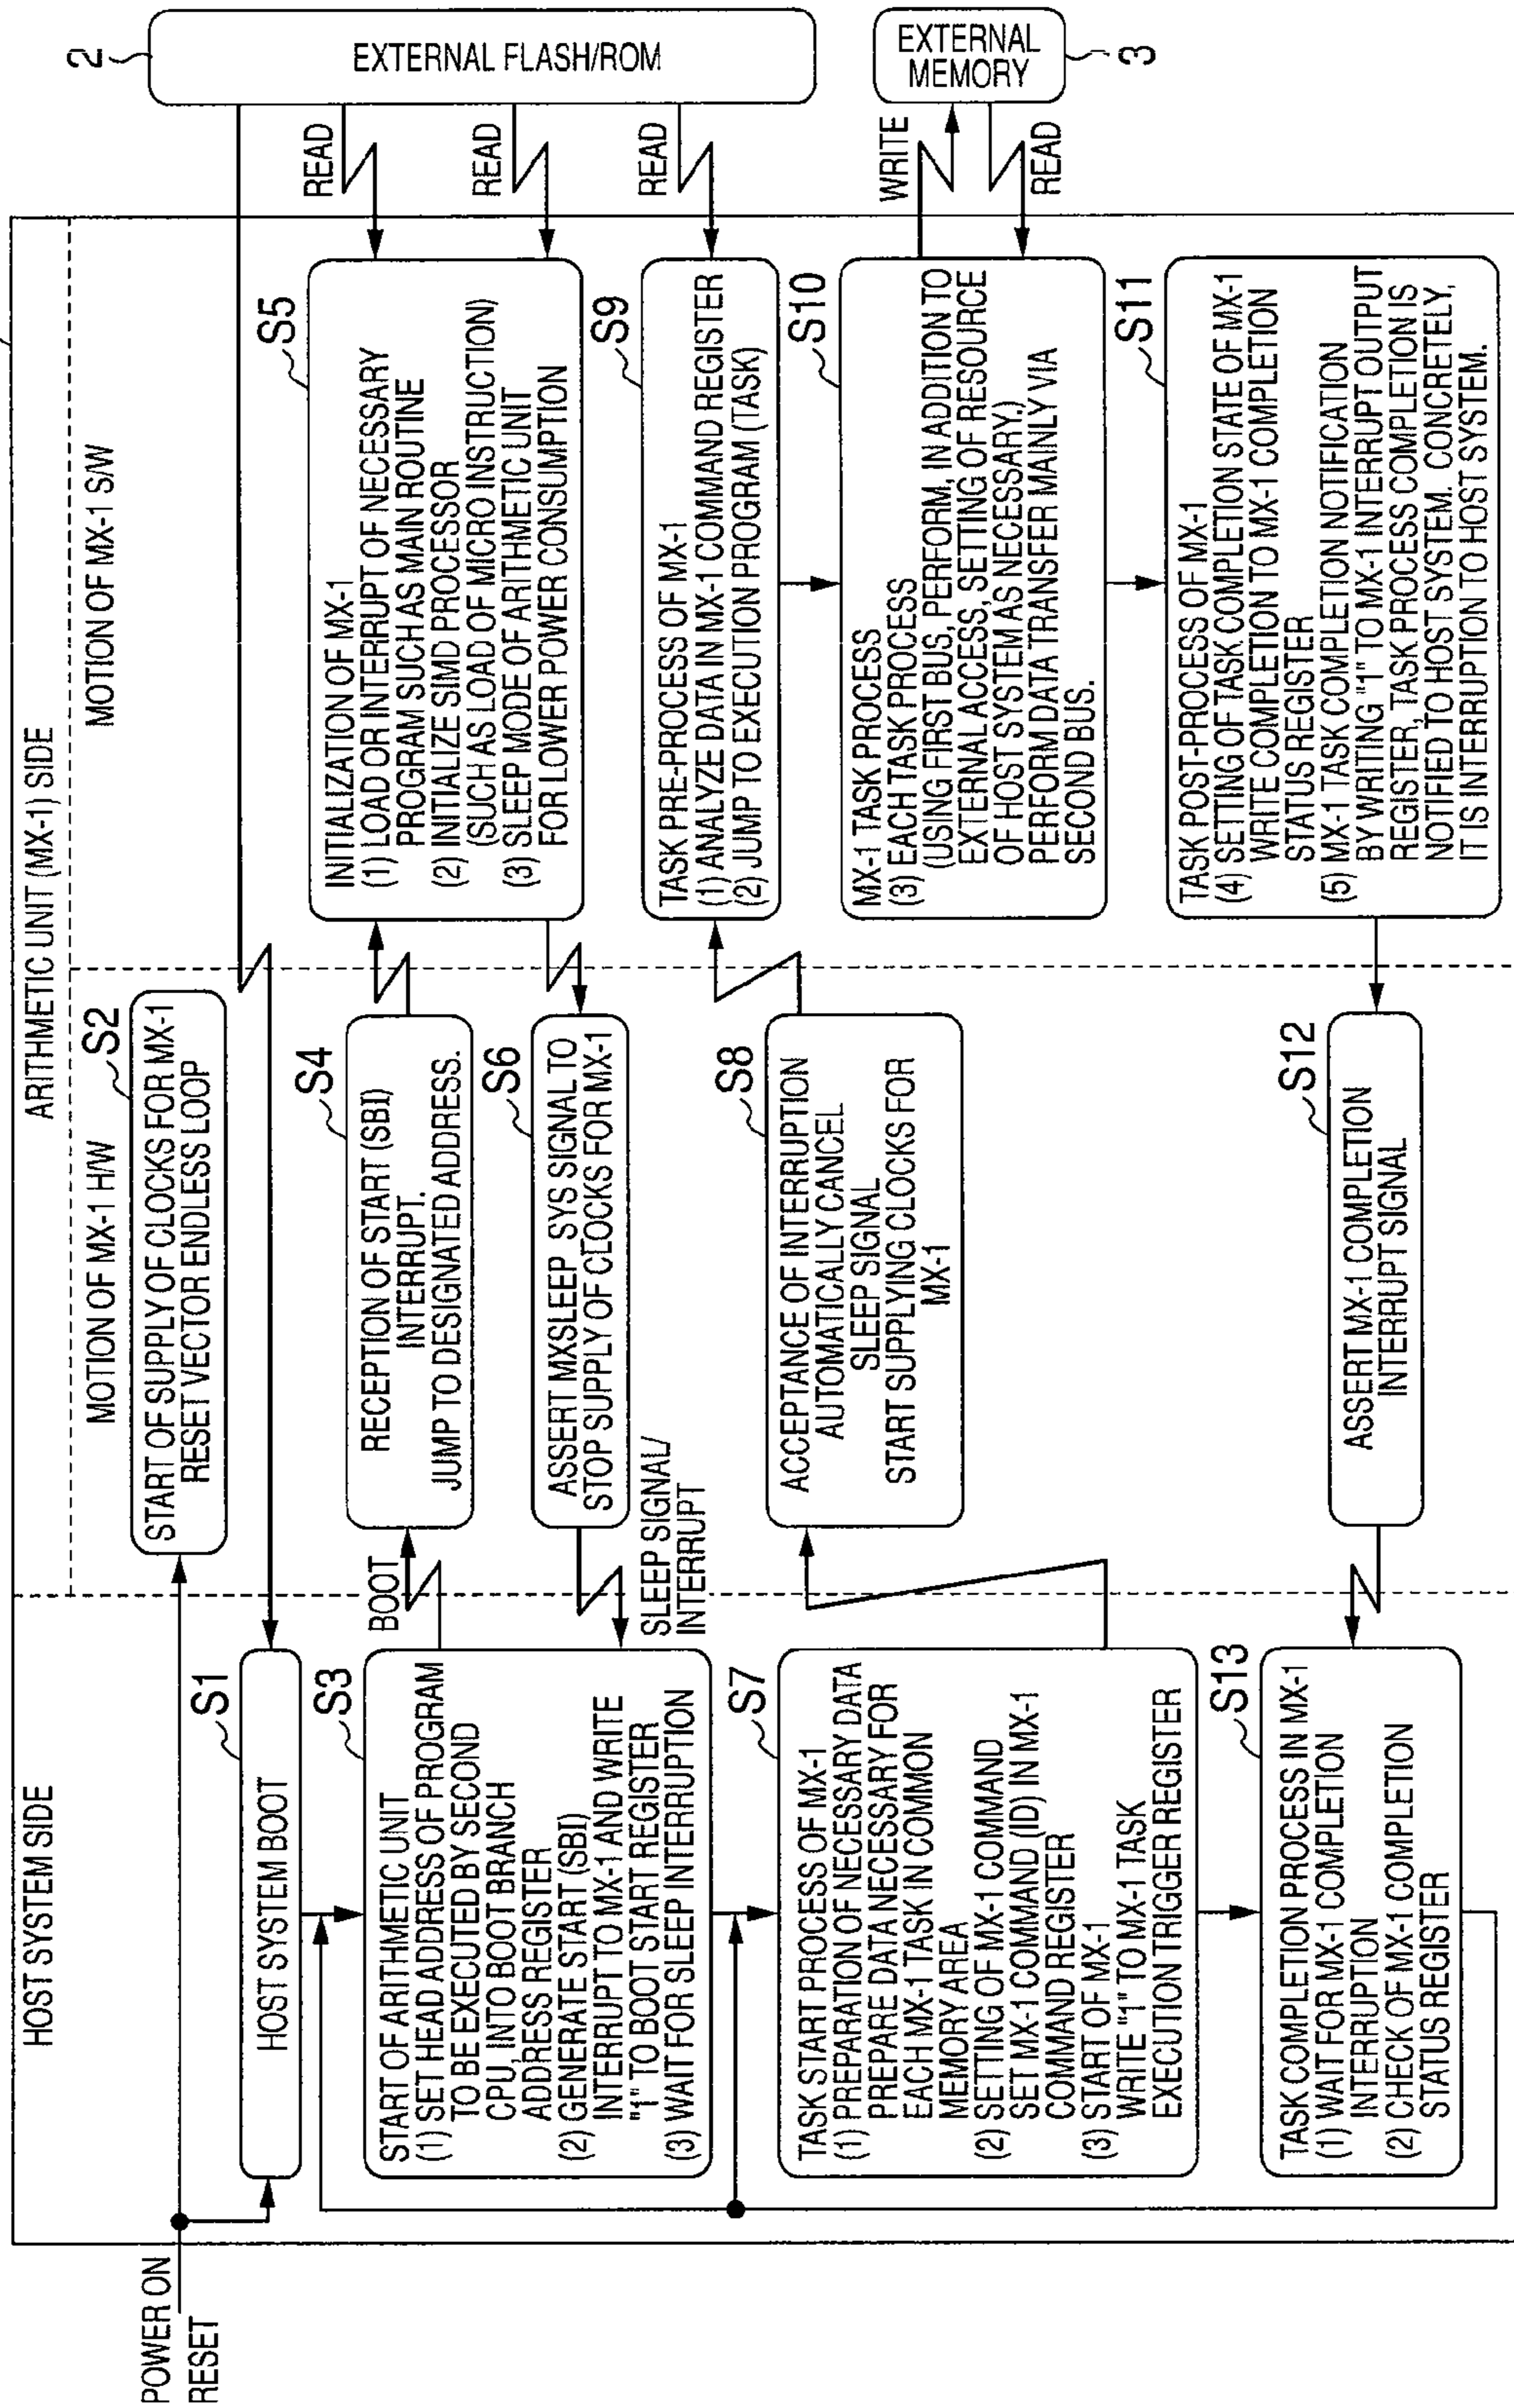 POWER ON
RESET
HOST SYSTEM SIDE
ARITHMETIC UNIT (MX-1) SIDE
MOTION OF MX-1 H/W
MOTION OF MX-1 S/W
S1
HOST SYSTEM BOOT
S2
START OF SUPPLY OF CLOCKS FOR MX-1
RESET VECTOR ENDLESS LOOP
2
EXTERNAL FLASH/ROM
S3
START OF ARITHMETIC UNIT
(1) SET HEAD ADDRESS OF PROGRAM
TO BE EXECUTED BY SECOND
CPU, INTO BOOT BRANCH
ADDRESS REGISTER
(2) GENERATE START (SBI)
INTERRUPT TO MX-1 AND WRITE
"1" TO BOOT START REGISTER
(3) WAIT FOR SLEEP INTERRUPTION
BOOT
S4
RECEPTION OF START (SBI)
INTERRUPT.
JUMP TO DESIGNATED ADDRESS.
S5
INITIALIZATION OF MX-1
(1) LOAD OR INTERRUPT OF NECESSARY
PROGRAM SUCH AS MAIN ROUTINE
(2) INITIALIZE SIMD PROCESSOR
(SUCH AS LOAD OF MICRO INSTRUCTION)
(3) SLEEP MODE OF ARITHMETIC UNIT
FOR LOWER POWER CONSUMPTION
READ
READ
S6
ASSERT MXSLEEP SYS SIGNAL TO
STOP SUPPLY OF CLOCKS FOR MX-1
SLEEP SIGNAL/
INTERRUPT
S7
TASK START PROCESS OF MX-1
(1) PREPARATION OF NECESSARY DATA
PREPARE DATA NECESSARY FOR
EACH MX-1 TASK IN COMMON
MEMORY AREA
(2) SETTING OF MX-1 COMMAND
SET MX-1 COMMAND (ID) IN MX-1
COMMAND REGISTER
(3) START OF MX-1
WRITE "1" TO MX-1 TASK
EXECUTION TRIGGER REGISTER
S8
ACCEPTANCE OF INTERRUPTION
AUTOMATICALLY CANCEL
SLEEP SIGNAL
START SUPPLYING CLOCKS FOR
MX-1
S9
TASK PRE-PROCESS OF MX-1
(1) ANALYZE DATA IN MX-1 COMMAND REGISTER
(2) JUMP TO EXECUTION PROGRAM (TASK)
READ
S10
MX-1 TASK PROCESS
(3) EACH TASK PROCESS
(USING FIRST BUS, PERFORM, IN ADDITION TO
EXTERNAL ACCESS, SETTING OF RESOURCE
OF HOST SYSTEM AS NECESSARY.)
PERFORM DATA TRANSFER MAINLY VIA
SECOND BUS.
WRITE
READ
EXTERNAL
MEMORY
3
S11
TASK POST-PROCESS OF MX-1
(4) SETTING OF TASK COMPLETION STATE OF MX-1
WRITE COMPLETION TO MX-1 COMPLETION
STATUS REGISTER
(5) MX-1 TASK COMPLETION NOTIFICATION
BY WRITING "1" TO MX-1 INTERRUPT OUTPUT
REGISTER, TASK PROCESS COMPLETION IS
NOTIFIED TO HOST SYSTEM. CONCRETELY,
IT IS INTERRUPTION TO HOST SYSTEM.
S12
ASSERT MX-1 COMPLETION
INTERRUPT SIGNAL
S13
TASK COMPLETION PROCESS IN MX-1
(1) WAIT FOR MX-1 COMPLETION
INTERRUPTION
(2) CHECK OF MX-1 COMPLETION
STATUS REGISTER